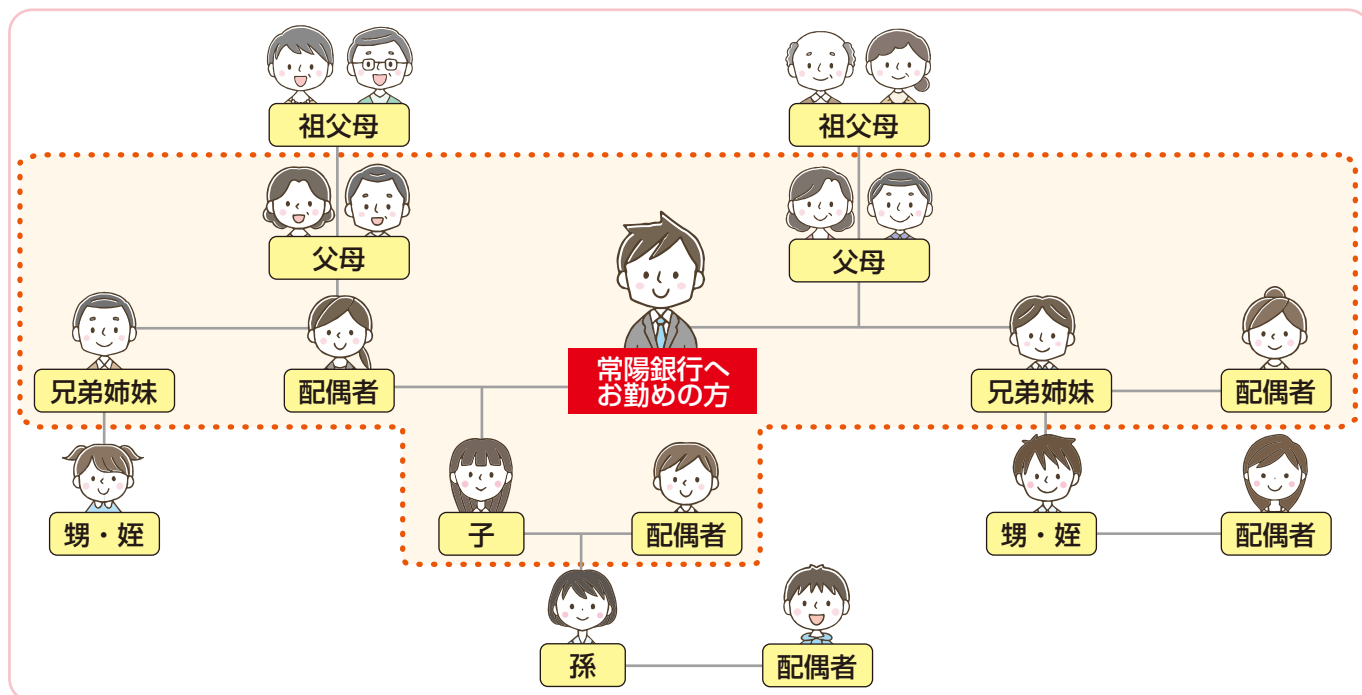 祖父母
祖父母
父母
父母
兄弟姉妹
配偶者
常陽銀行へ
お勤めの方
兄弟姉妹
配偶者
甥・姪
子
配偶者
甥・姪
配偶者
孫
配偶者